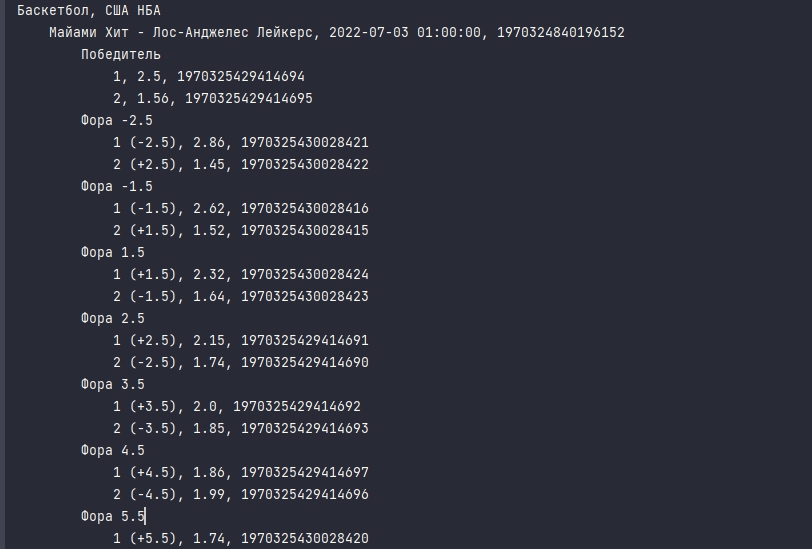 Баскетбол, США НБА
Майами Хит - Лос-Анджелес Лейкерс, 2022-07-03 01:00:00, 1970324840196152
Победитель
1, 2.5, 1970325429414694
2, 1.56, 1970325429414695
Фора -2.5
1 (-2.5), 2.86, 1970325430028421
2 (+2.5), 1.45, 1970325430028422
Фора -1.5
1 (-1.5), 2.62, 1970325430028416
2 (+1.5), 1.52, 1970325430028415
Фора 1.5
1 (+1.5), 2.32, 1970325430028424
2 (-1.5), 1.64, 1970325430028423
Фора 2.5
1 (+2.5), 2.15, 1970325429414691
2 (-2.5), 1.74, 1970325429414690
Фора 3.5
1 (+3.5), 2.0, 1970325429414692
2 (-3.5), 1.85, 1970325429414693
Фора 4.5
1 (+4.5), 1.86, 1970325429414697
2 (-4.5), 1.99, 1970325429414696
Фора 5.5
1 (+5.5), 1.74, 1970325430028420